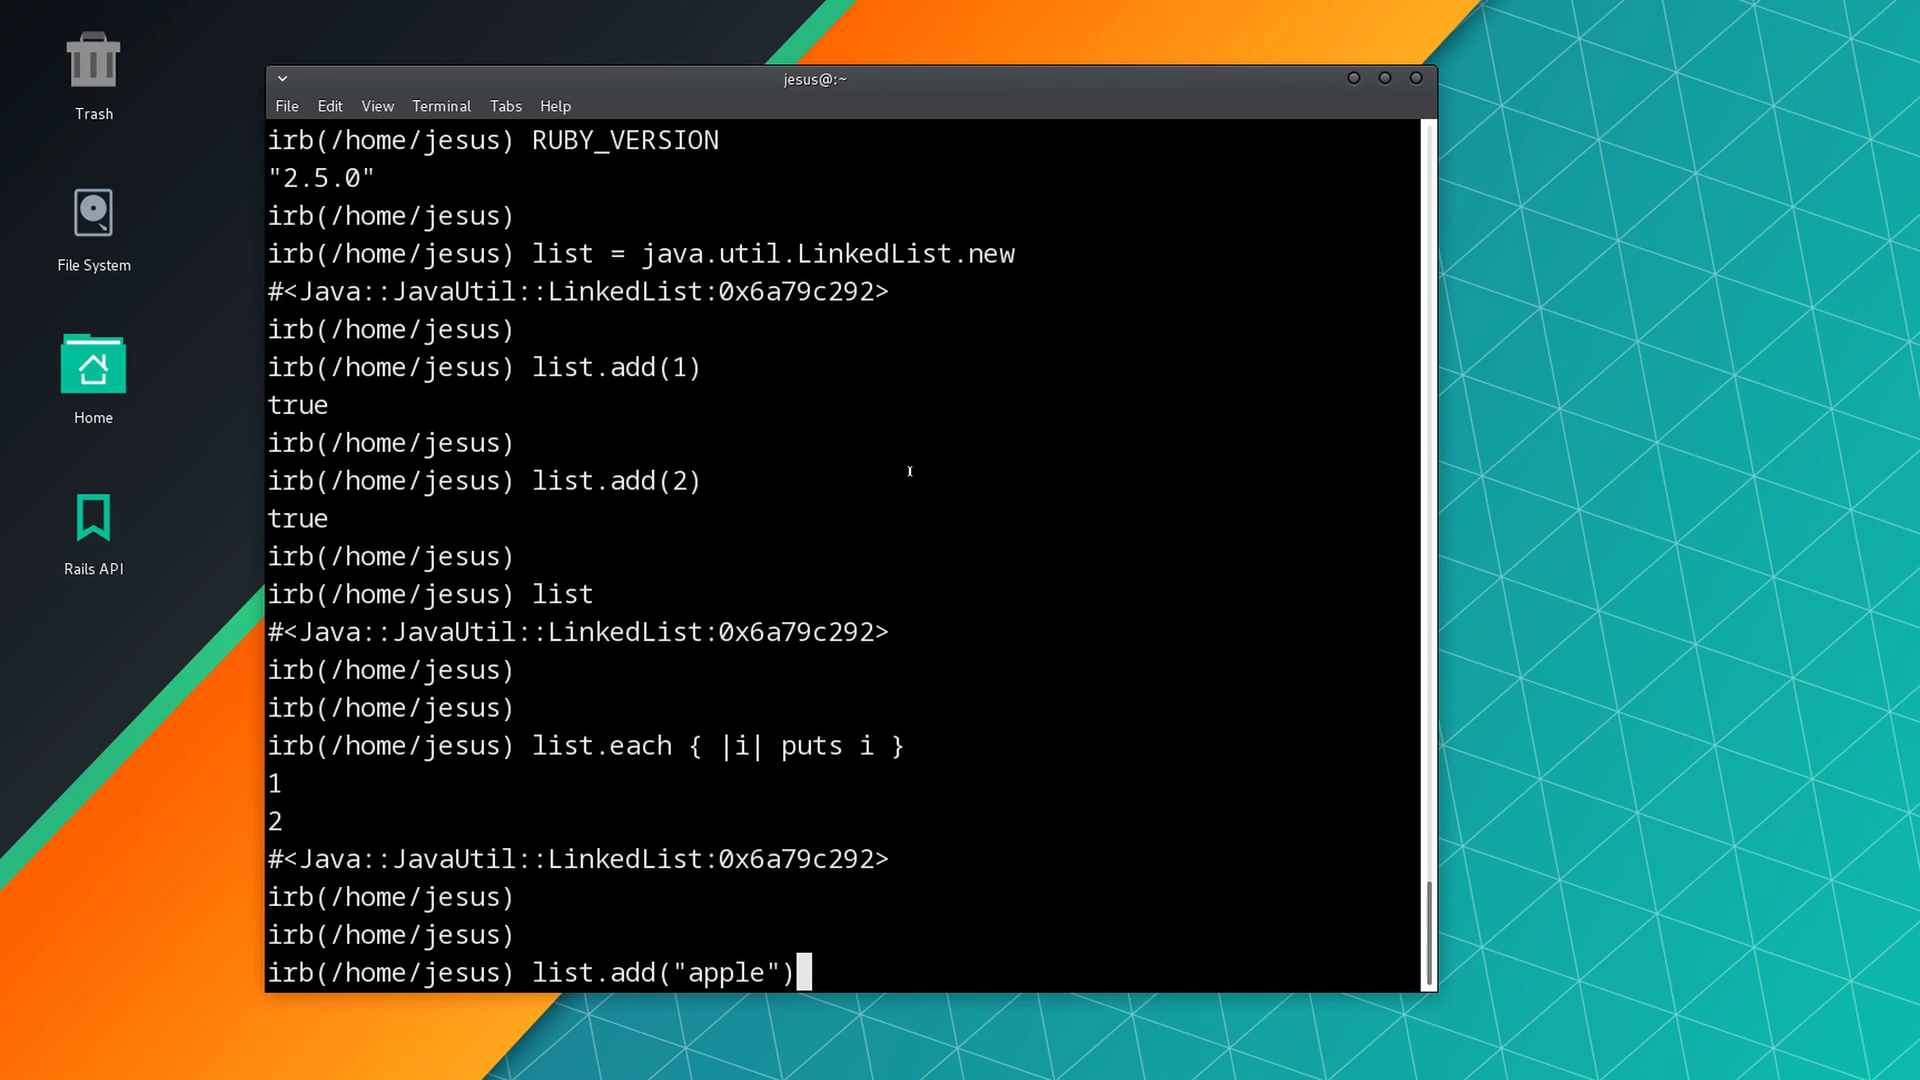 Trash
File System
Home
Rails API
jesus@:~
File Edit View Terminal Tabs Help
irb(/home/jesus) RUBY_VERSION
"2.5.0"
irb(/home/jesus)
irb(/home/jesus) list = java.util.LinkedList.new
#<Java::JavaUtil::LinkedList:0x6a79c292>
irb(/home/jesus)
irb(/home/jesus) list.add(1)
true
irb(/home/jesus)
irb(/home/jesus) list.add(2)
true
irb(/home/jesus)
irb(/home/jesus) list
#<Java::JavaUtil::LinkedList:0x6a79c292>
irb(/home/jesus)
irb(/home/jesus)
irb(/home/jesus) list.each { |i| puts i }
1
2
#<Java::JavaUtil::LinkedList:0x6a79c292>
irb(/home/jesus)
irb(/home/jesus)
irb(/home/jesus) list.add("apple")